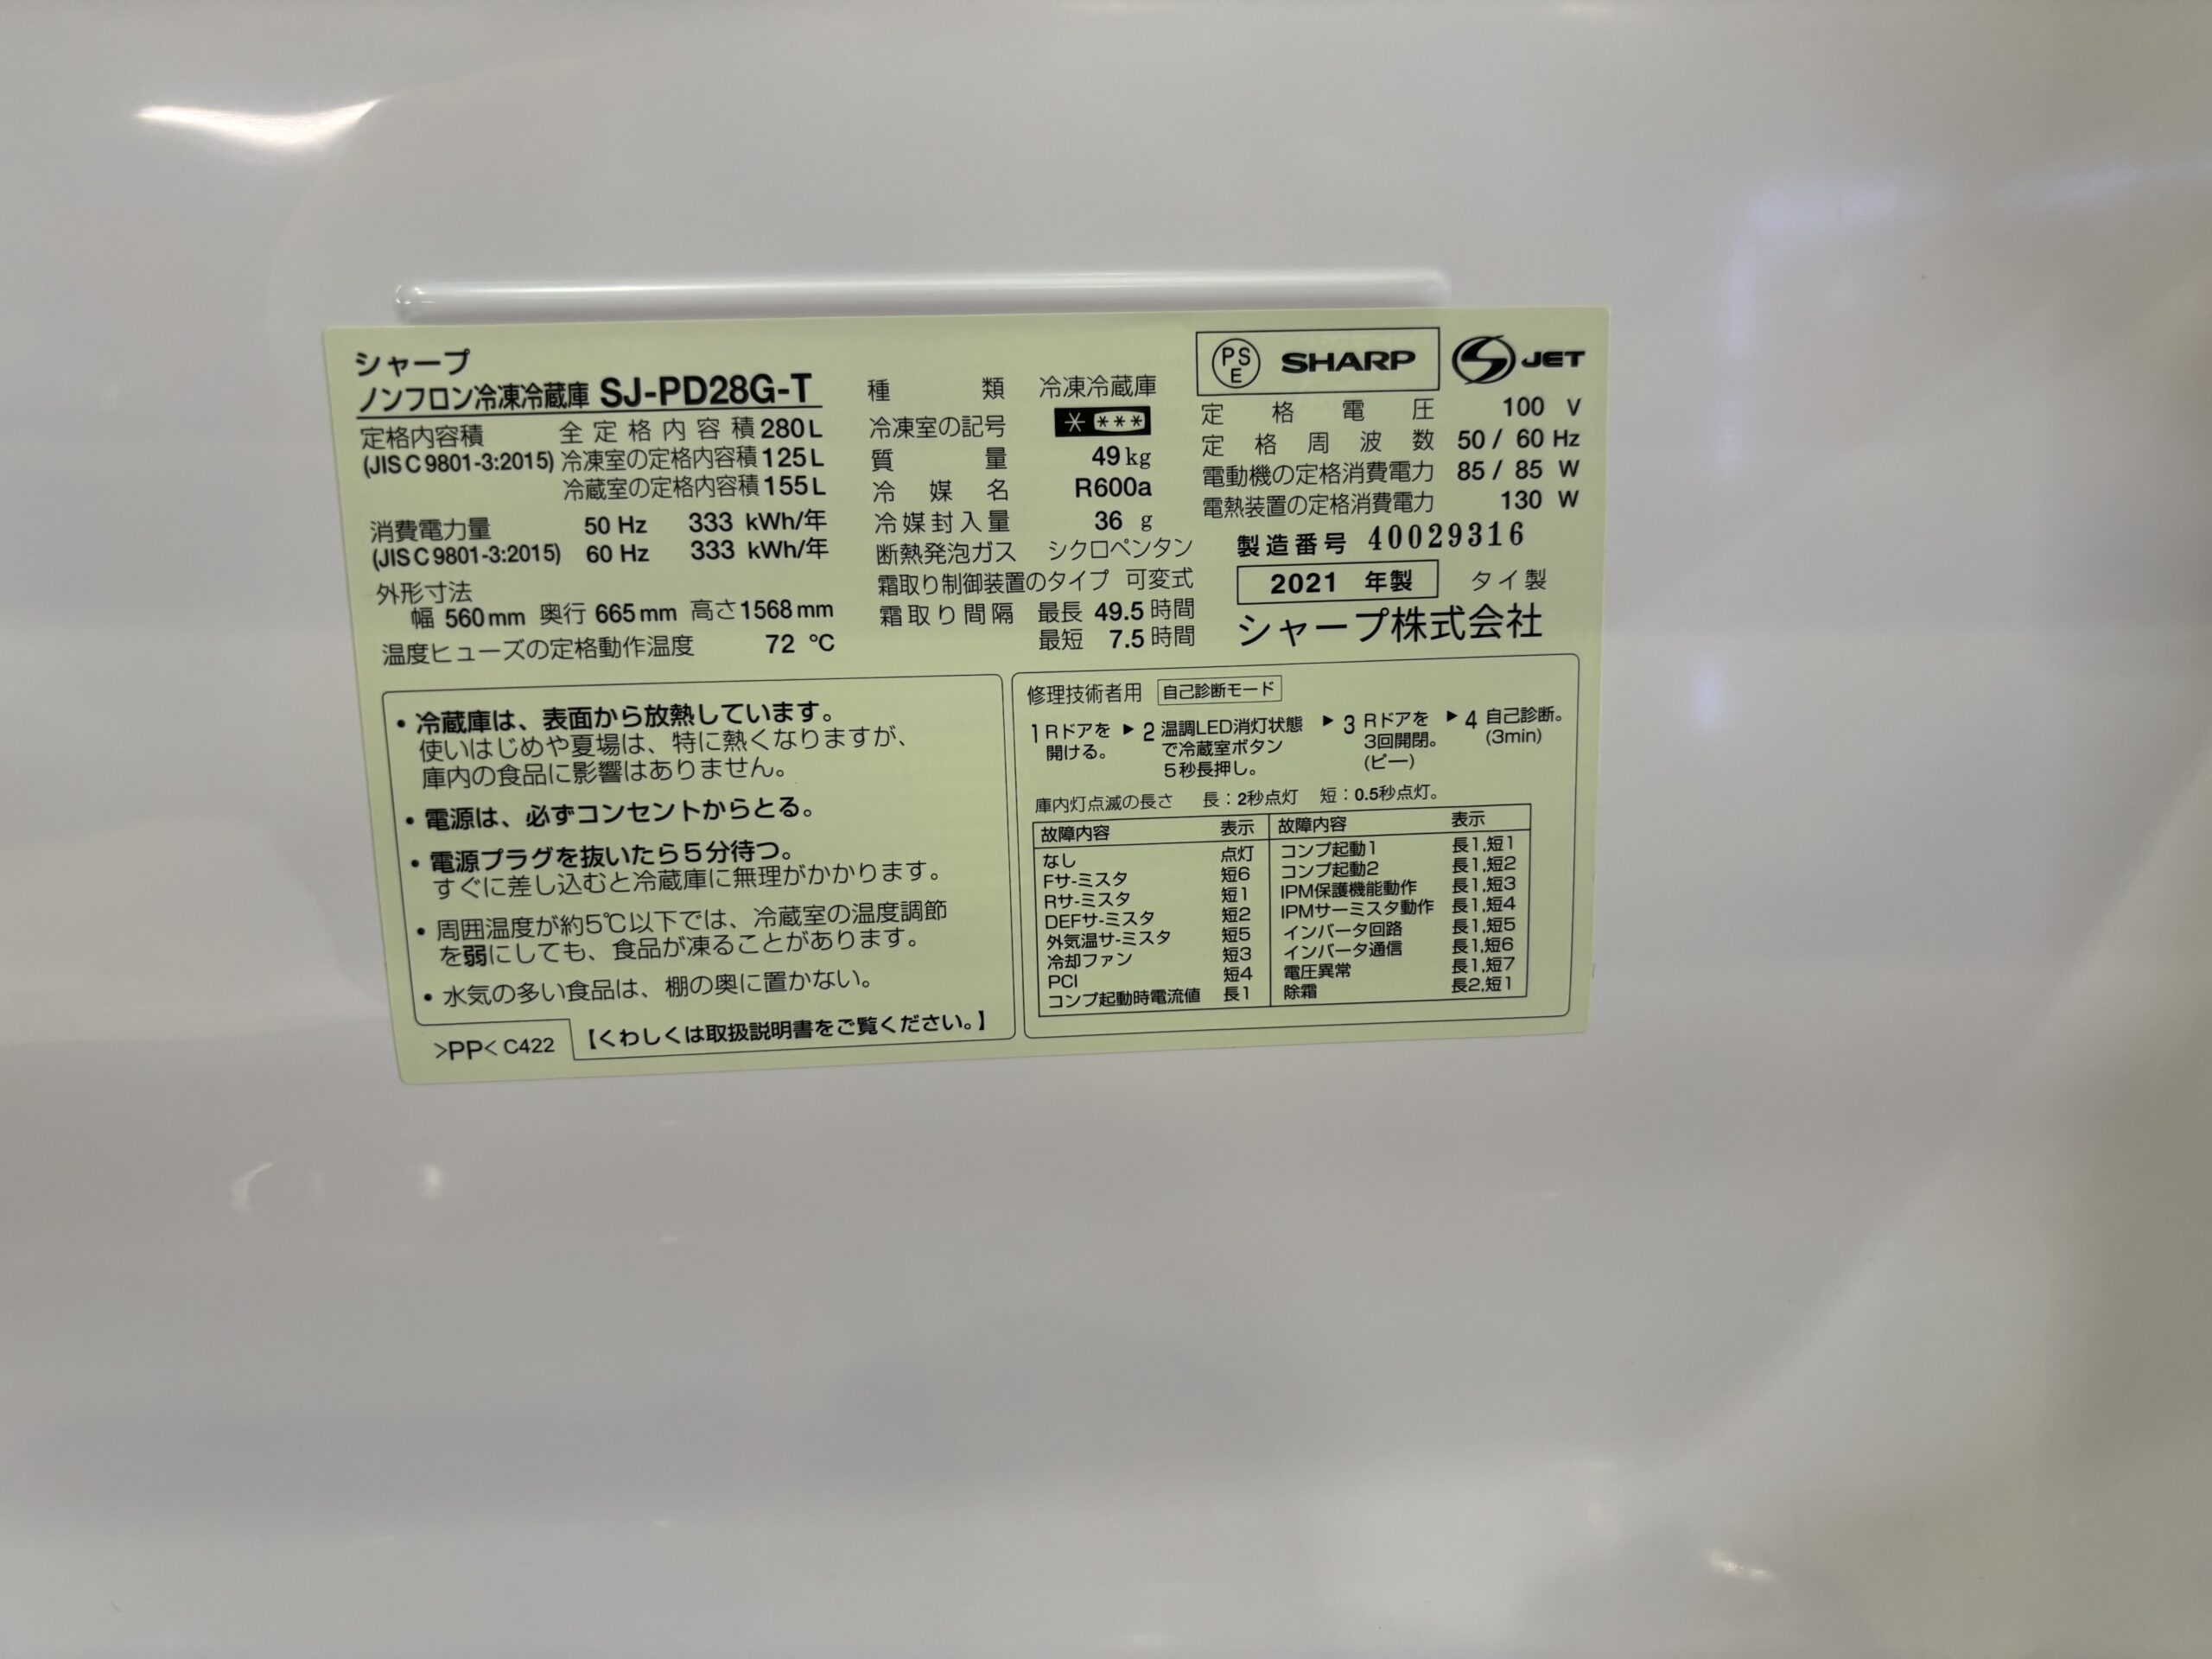 シャープ
ノンフロン冷凍冷蔵庫 SJ-PD28G-T
定格内容積 全定格内容積 280L
(JIS C 9801-3:2015) 冷凍室の定格内容積 125L
冷蔵室の定格内容積 155L
消費電力量 50 Hz 333 kWh/年
(JIS C 9801-3:2015) 60 Hz 333 kWh/年
外形寸法
幅 560mm 奥行 665mm 高さ 1568mm
温度ヒューズの定格動作温度 72 ℃
種類 冷凍冷蔵庫
冷凍室の記号 * ***
質量 49kg
冷媒名 R600a
冷媒封入量 36 g
断熱発泡ガス シクロペンタン
霜取り制御装置のタイプ 可変式
霜取り間隔 最長 49.5 時間
最短 7.5 時間
PSE SHARP JET
定格電圧 100 V
定格周波数 50 / 60 Hz
電動機の定格消費電力 85 / 85 W
電熱装置の定格消費電力 130 W
製造番号 40029316
2021 年製 タイ製
シャープ株式会社
・冷蔵庫は、表面から放熱しています。
使いはじめや夏場は、特に熱くなりますが、
庫内の食品に影響はありません。
・電源は、必ずコンセントからとる。
・電源プラグを抜いたら5分待つ。
すぐに差し込むと冷蔵庫に無理がかかります。
・周囲温度が約5℃以下では、冷蔵室の温度調節
を弱にしても、食品が凍ることがあります。
・水気の多い食品は、棚の奥に置かない。
【くわしくは取扱説明書をご覧ください。】
>PP< C422
修理技術者用 自己診断モード
1 Rドアを開ける。 ▶ 2 温調LED消灯状態で冷蔵室ボタン5秒長押し。 ▶ 3 Rドアを3回開閉。(ピー) ▶ 4 自己診断。(3min)
庫内灯点滅の長さ 長：2秒点灯 短：0.5秒点灯。
故障内容 表示 故障内容 表示
なし 点灯 コンプ起動1 長1,短1
Fサ-ミスタ 短6 コンプ起動2 長1,短2
Rサ-ミスタ 短1 IPM保護機能動作 長1,短3
DEFサ-ミスタ 短2 IPMサーミスタ動作 長1,短4
外気温サ-ミスタ 短5 インバータ回路 長1,短5
冷却ファン 短3 インバータ通信 長1,短6
PCI 短4 電圧異常 長1,短7
コンプ起動時電流値 長1 除霜 長2,短1